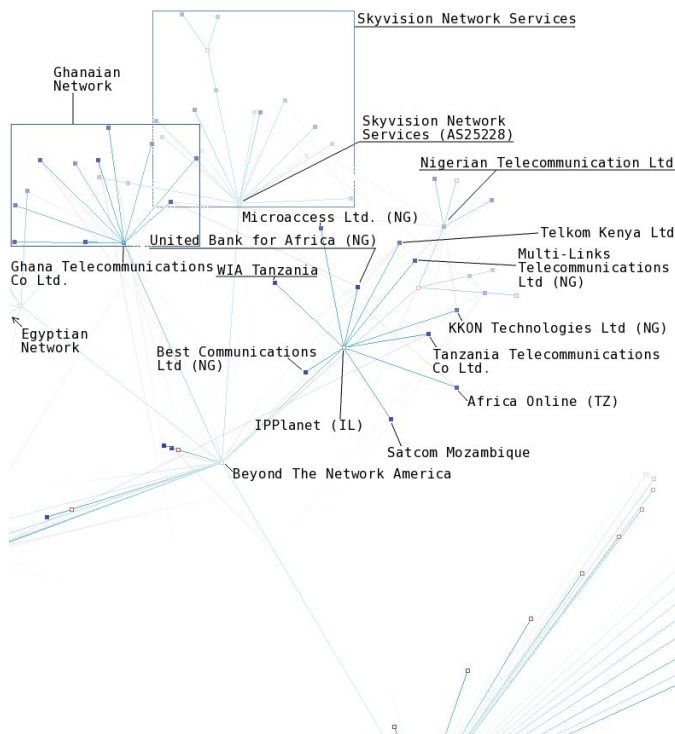 Skyvision Network Services
Ghanaian
Network
Skyvision Network
Services (AS25228)
Nigerian Telecommunication Ltd
Microaccess Ltd. (NG)
Telkom Kenya Ltd
United Bank for Africa (NG)
Multi-Links
Telecommunications
Ltd (NG)
Ghana Telecommunications
Co Ltd.
WIA Tanzania
KKON Technologies Ltd (NG)
Egyptian
Network
Best Communications
Ltd (NG)
Tanzania Telecommunications
Co Ltd.
Africa Online (TZ)
IPPlanet (IL)
Satcom Mozambique
Beyond The Network America